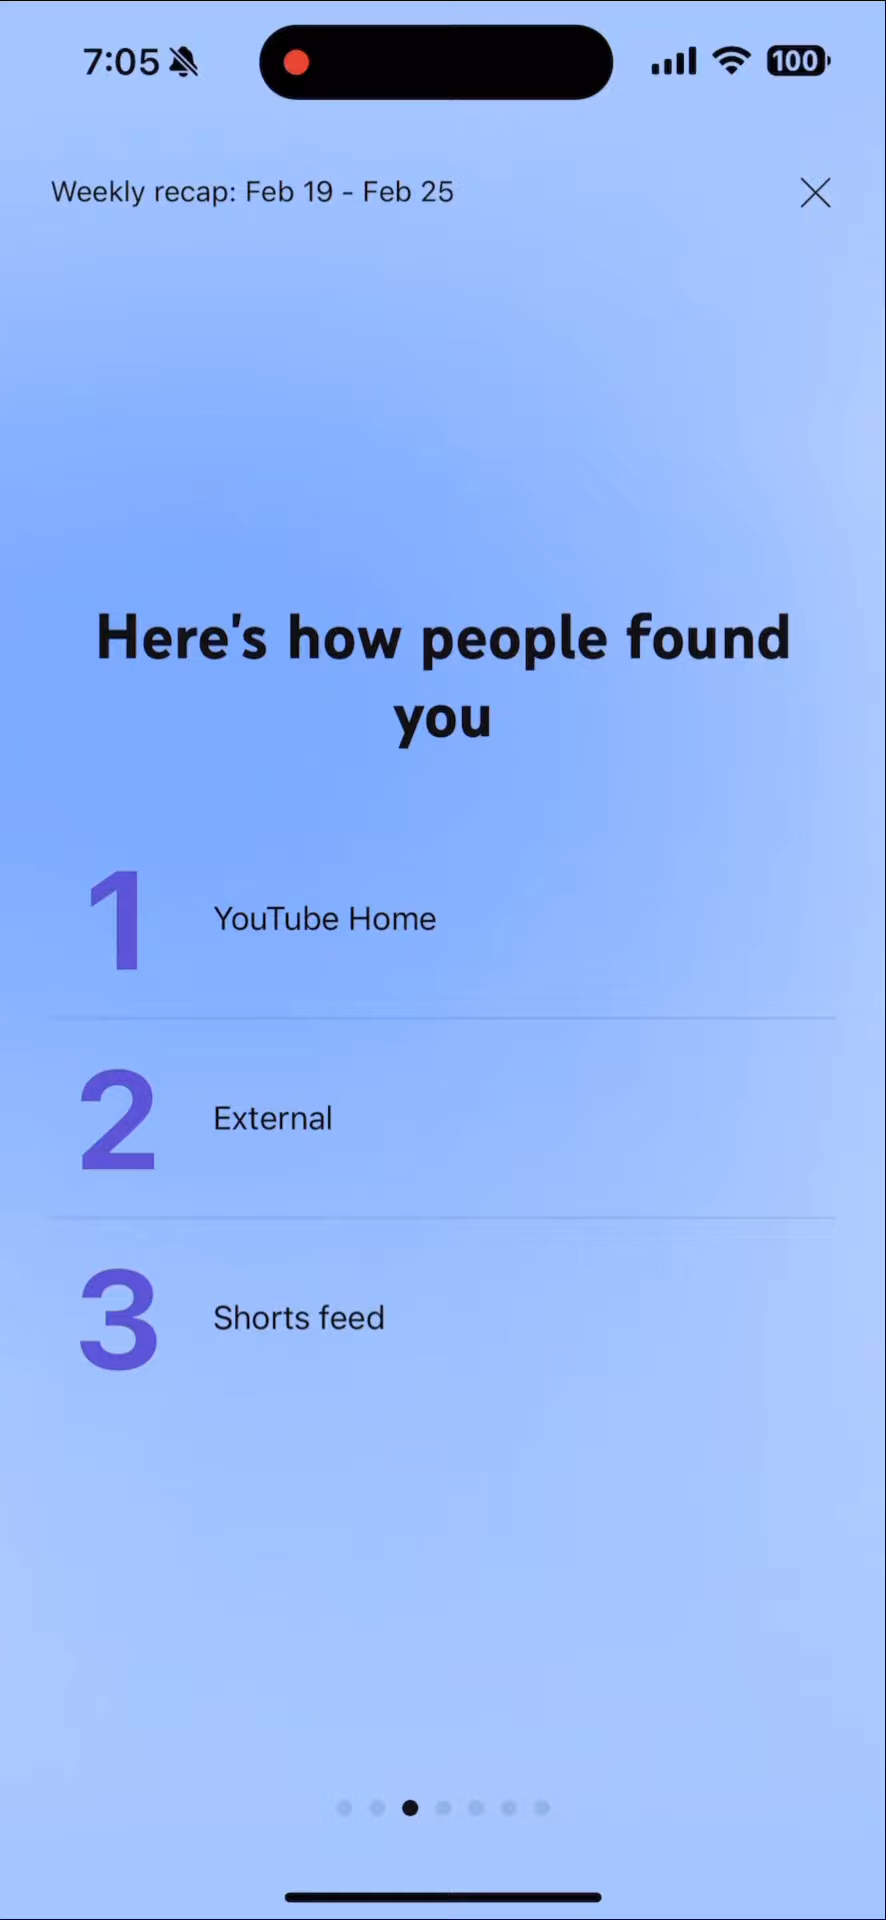 7:05
100
Weekly recap: Feb 19 - Feb 25
Here's how people found
you
1
YouTube Home
2
External
3
Shorts feed